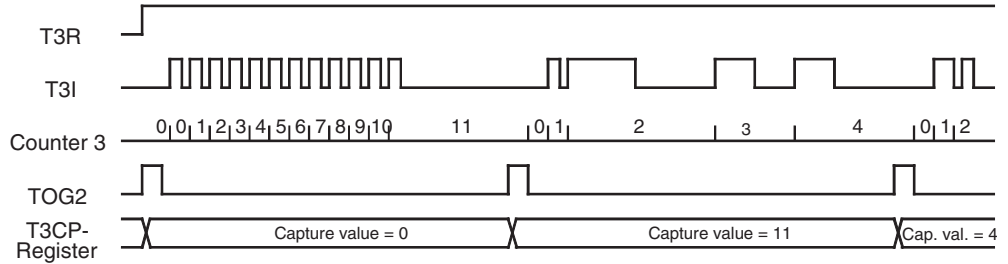 T3R
T3I
Counter 3
0 0 1 2 3 4 5 6 7 8 9 10 11 0 1 2 3 4 0 1 2
TOG2
T3CP-
Register
Capture value = 0
Capture value = 11
Cap. val. = 4